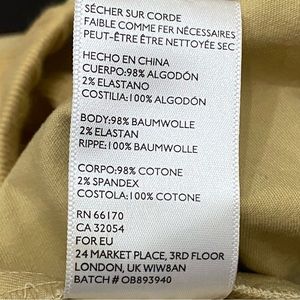 SÉCHER SUR CORDE
FAIBLE COMME FER NÉCESSAIRES
PEUT-ÊTRE ÊTRE NETTOYÉE SEC
HECHO EN CHINA
CUERPO:98% ALGODÓN
2% ELASTANO
COSTILIA:100% ALGODÓN
BODY:98% BAUMWOLLE
2% ELASTAN
RIPPE:100% BAUMWOLLE
CORPO:98% COTONE
2% SPANDEX
COSTOLA:100% COTONE
RN 66170
CA 32054
FOR EU
24 MARKET PLACE, 3RD FLOOR
LONDON, UK WIW8AN
BATCH # OB893940